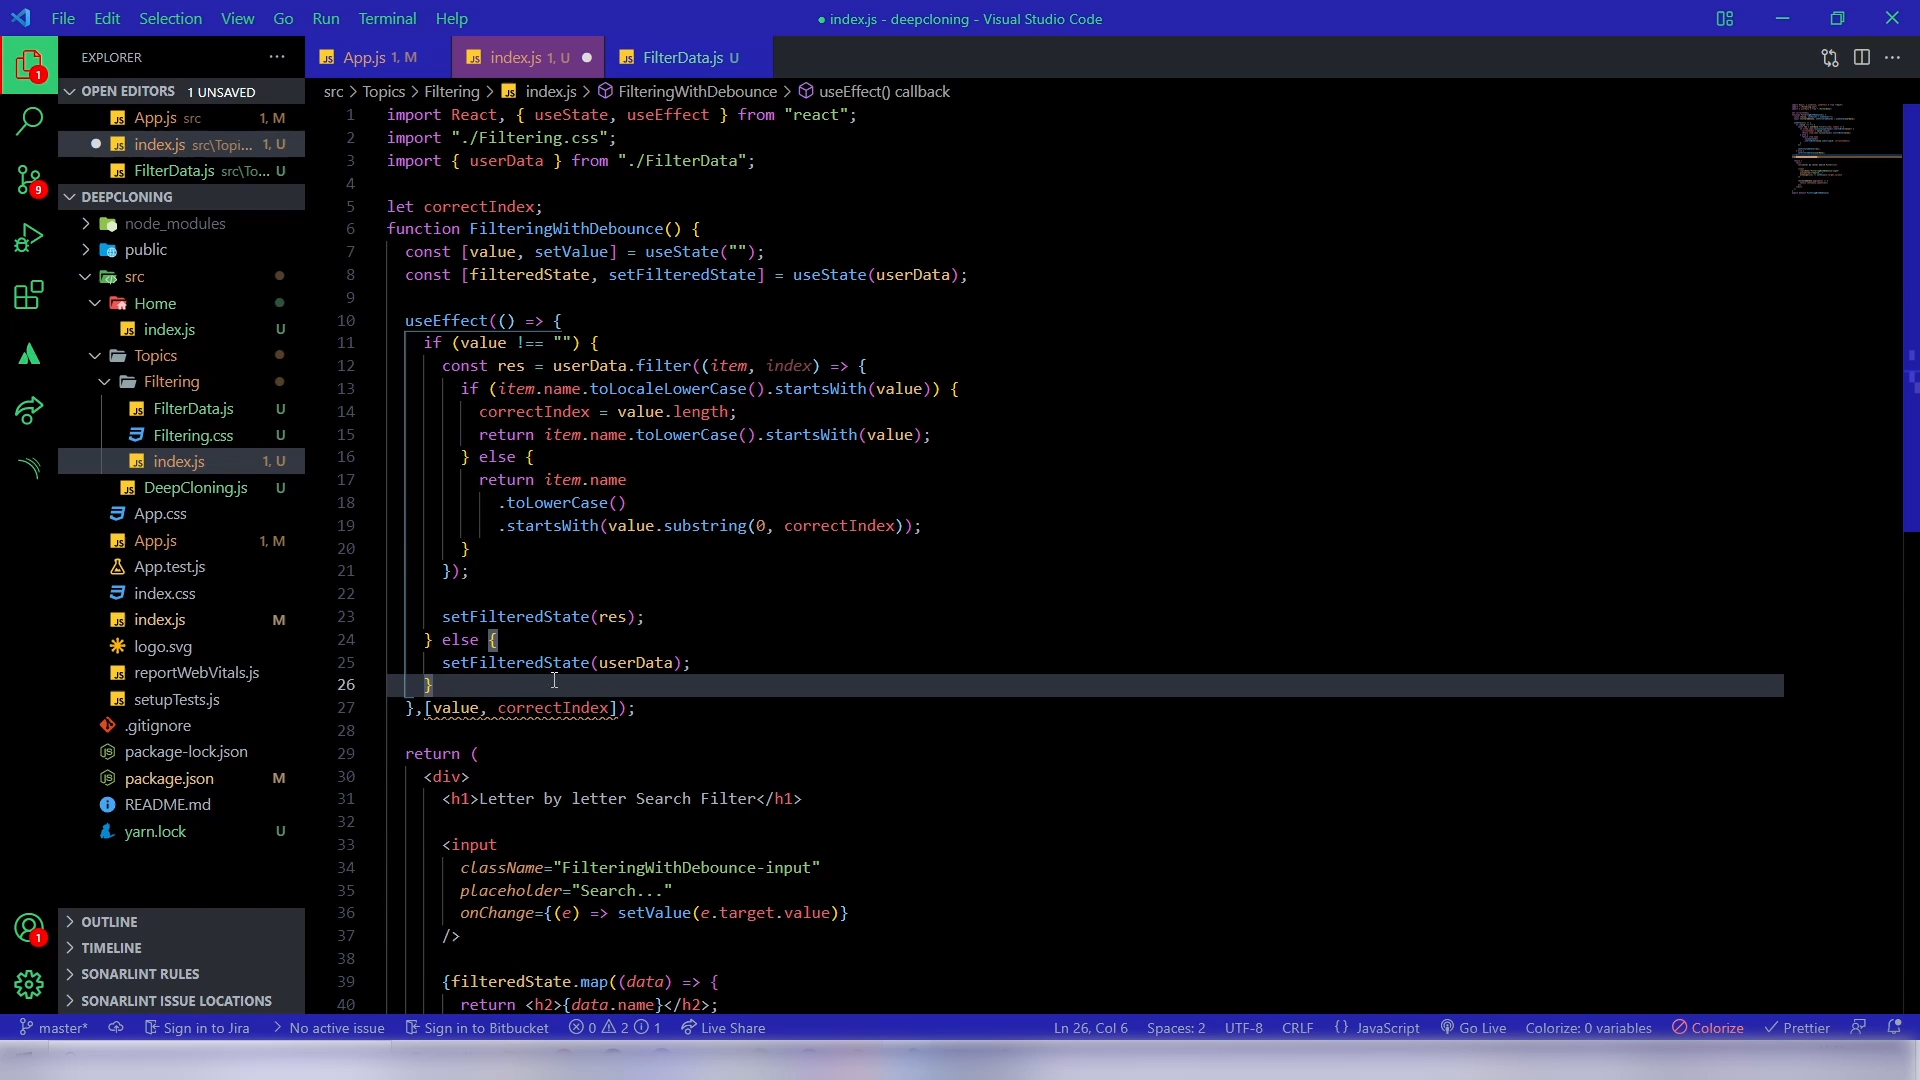 File Edit Selection View Go Run Terminal Help
● index.js - deepcloning - Visual Studio Code
EXPLORER ···
App.js 1, M
index.js 1, U ●
FilterData.js U
OPEN EDITORS 1 UNSAVED
App.js src 1, M
● index.js src\Topi... 1, U
FilterData.js src\To... U
DEEPCLONING
node_modules
public
src
Home
index.js U
Topics
Filtering
FilterData.js U
Filtering.css U
index.js 1, U
DeepCloning.js U
App.css
App.js 1, M
App.test.js
index.css
index.js M
logo.svg
reportWebVitals.js
setupTests.js
.gitignore
package-lock.json
package.json M
README.md
yarn.lock U
OUTLINE
TIMELINE
SONARLINT RULES
SONARLINT ISSUE LOCATIONS
1
9
1
src > Topics > Filtering > index.js > FilteringWithDebounce > useEffect() callback
1 import React, { useState, useEffect } from "react";
2 import "./Filtering.css";
3 import { userData } from "./FilterData";
4
5 let correctIndex;
6 function FilteringWithDebounce() {
7 const [value, setValue] = useState("");
8 const [filteredState, setFilteredState] = useState(userData);
9
10 useEffect(() => {
11 if (value !== "") {
12 const res = userData.filter((item, index) => {
13 if (item.name.toLocaleLowerCase().startsWith(value)) {
14 correctIndex = value.length;
15 return item.name.toLowerCase().startsWith(value);
16 } else {
17 return item.name
18 .toLowerCase()
19 .startsWith(value.substring(0, correctIndex));
20 }
21 });
22
23 setFilteredState(res);
24 } else {
25 setFilteredState(userData);
26 }
27 },[value, correctIndex]);
28
29 return (
30 <div>
31 <h1>Letter by letter Search Filter</h1>
32
33 <input
34 className="FilteringWithDebounce-input"
35 placeholder="Search..."
36 onChange={(e) => setValue(e.target.value)}
37 />
38
39 {filteredState.map((data) => {
40 return <h2>{data.name}</h2>;
master* Sign in to Jira No active issue Sign in to Bitbucket 0 2 1 Live Share Ln 26, Col 6 Spaces: 2 UTF-8 CRLF {} JavaScript Go Live Colorize: 0 variables Colorize Prettier